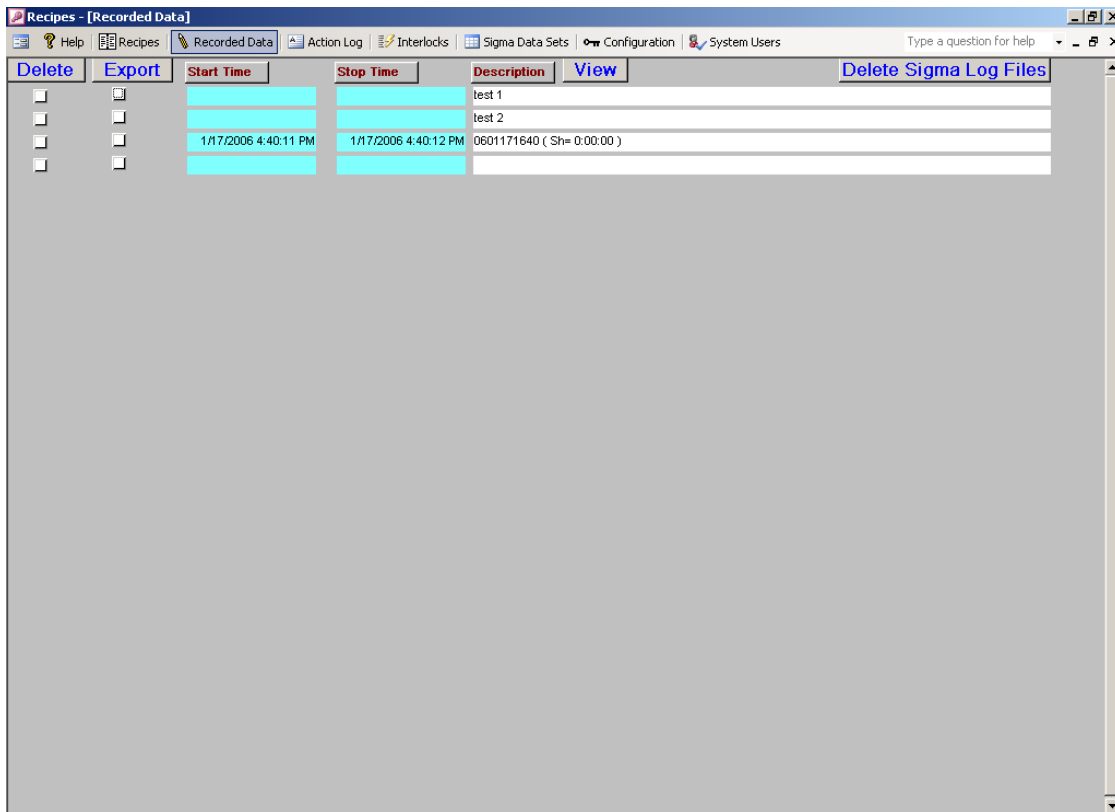 Recipes - [Recorded Data]
Help Recipes Recorded Data Action Log Interlocks Sigma Data Sets Configuration System Users Type a question for help
Delete Export Start Time Stop Time Description View Delete Sigma Log Files
test 1
test 2
1/17/2006 4:40:11 PM 1/17/2006 4:40:12 PM 0601171640 ( Sh= 0:00:00 )